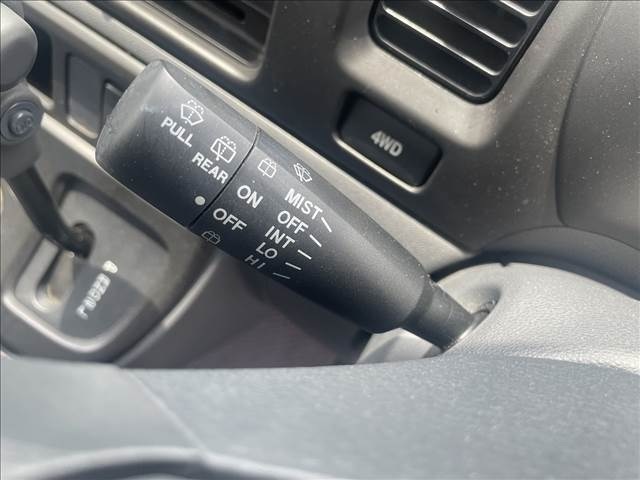 PULL
REAR
ON
OFF
MIST
OFF
INT
LO
HI
4WD